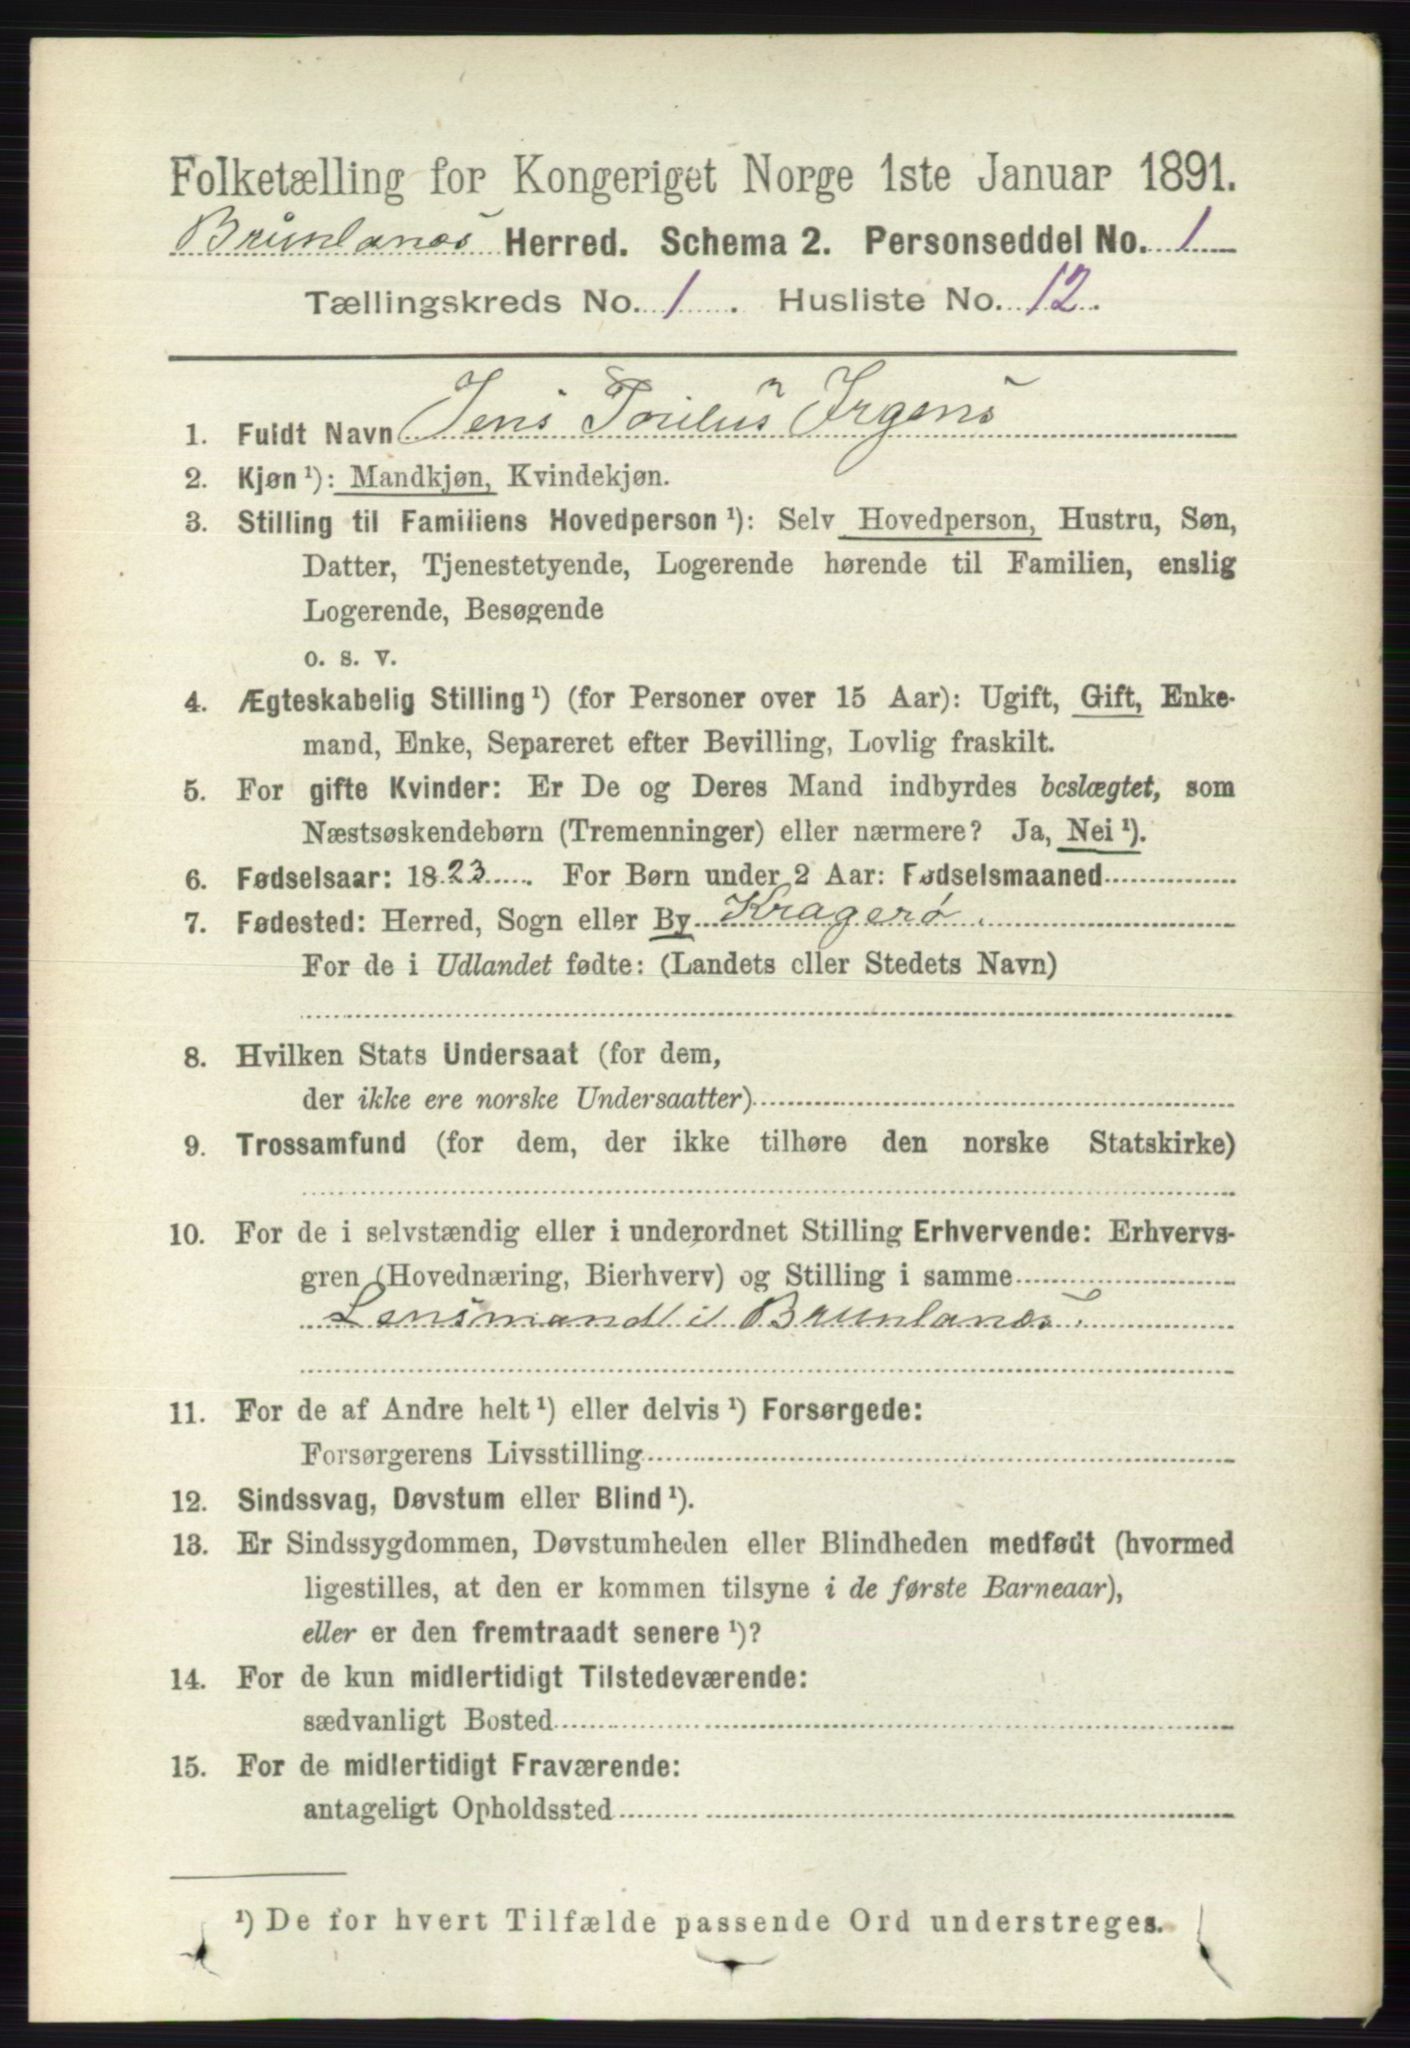 Folketælling for Kongeriget Norge 1ste Januar 1891.
Brunlanæs Herred. Schema 2. Personseddel No. 1
Tællingskreds No. 1. Husliste No. 12.
1. Fuldt Navn Jens Irgens
2. Kjøn ¹): Mandkjøn, Kvindekjøn.
3. Stilling til Familiens Hovedperson ¹): Selv Hovedperson, Hustru, Søn,
Datter, Tjenestetyende, Logerende hørende til Familien, enslig
Logerende, Besøgende
o. s. v.
4. Ægteskabelig Stilling ¹) (for Personer over 15 Aar): Ugift, Gift, Enke-
mand, Enke, Separeret efter Bevilling, Lovlig fraskilt.
5. For gifte Kvinder: Er De og Deres Mand indbyrdes beslægtet, som
Næstsøskendebørn (Tremenninger) eller nærmere? Ja, Nei ¹).
6. Fødselsaar: 1823. For Børn under 2 Aar: Fødselsmaaned
7. Fødested: Herred, Sogn eller By Kragerø.
For de i Udlandet fødte: (Landets eller Stedets Navn)
8. Hvilken Stats Undersaat (for dem,
der ikke ere norske Undersaatter)
9. Trossamfund (for dem, der ikke tilhøre den norske Statskirke)
10. For de i selvstændig eller i underordnet Stilling Erhvervende: Erhvervs-
gren (Hovednæring, Bierhverv) og Stilling i samme
Lensmand i Brunlanæs.
11. For de af Andre helt ¹) eller delvis ¹) Forsørgede:
Forsørgerens Livsstilling
12. Sindssvag, Døvstum eller Blind ¹).
13. Er Sindssygdommen, Døvstumheden eller Blindheden medfødt (hvormed
ligestilles, at den er kommen tilsyne i de første Barneaar),
eller er den fremtraadt senere ¹)?
14. For de kun midlertidigt Tilstedeværende:
sædvanligt Bosted
15. For de midlertidigt Fraværende:
antageligt Opholdssted
¹) De for hvert Tilfælde passende Ord understreges.